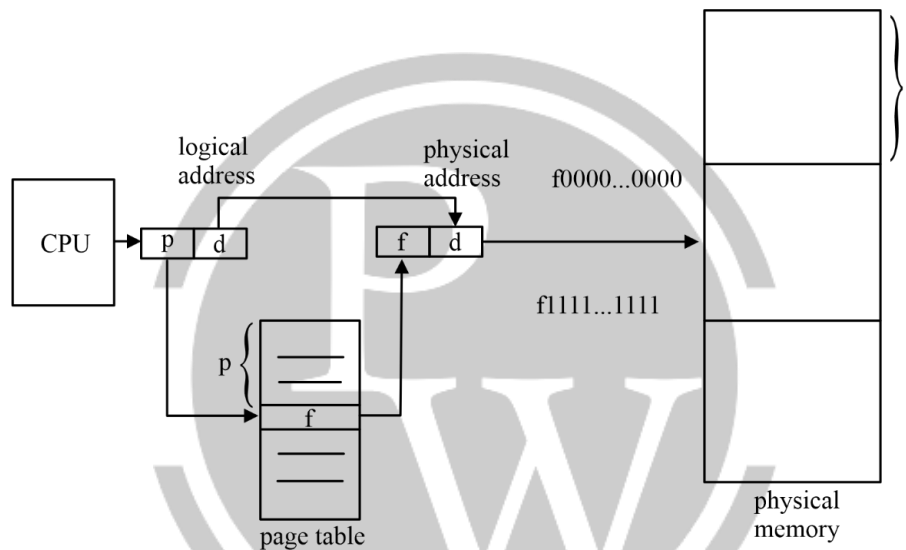 logical
address
physical
address
f0000...0000
CPU
p
d
f
d
f1111...1111
p
f
page table
physical
memory
P
W